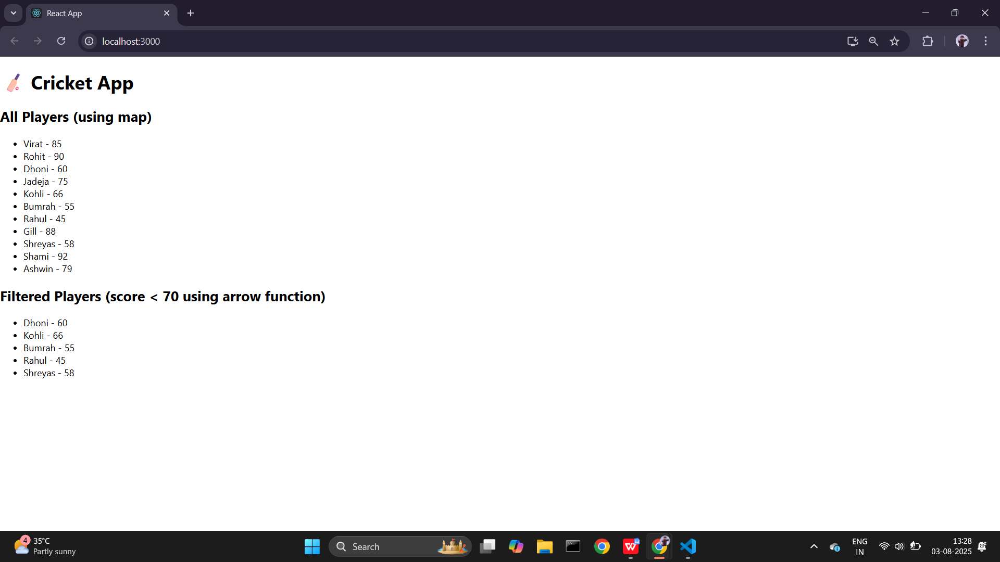 React App
localhost:3000
Cricket App
All Players (using map)
Virat - 85
Rohit - 90
Dhoni - 60
Jadeja - 75
Kohli - 66
Bumrah - 55
Rahul - 45
Gill - 88
Shreyas - 58
Shami - 92
Ashwin - 79
Filtered Players (score < 70 using arrow function)
Dhoni - 60
Kohli - 66
Bumrah - 55
Rahul - 45
Shreyas - 58
4
35°C
Partly sunny
Search
ENG
IN
13:28
03-08-2025